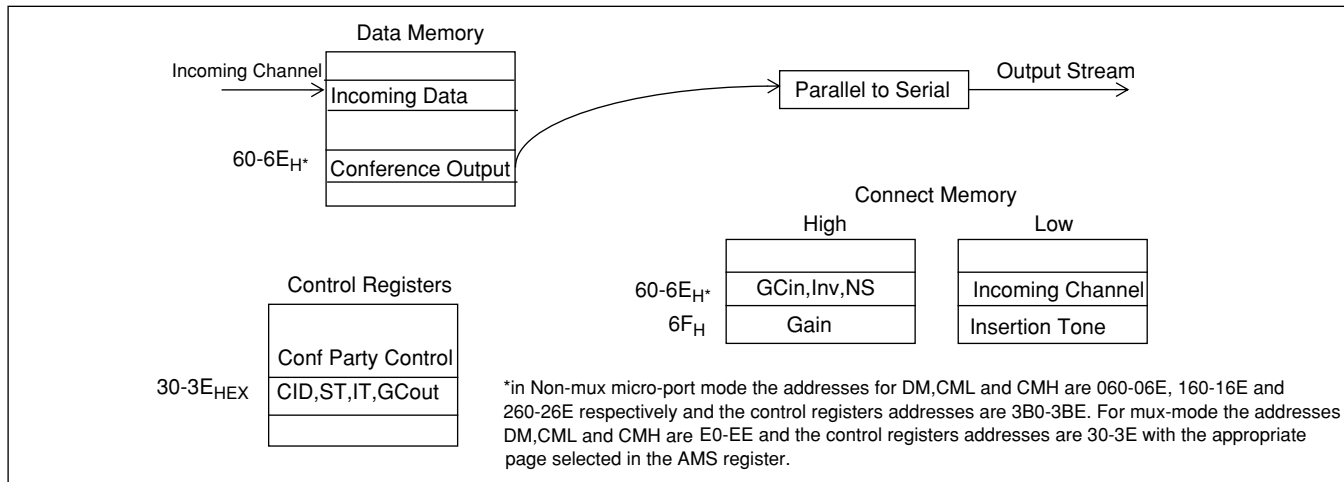 Data Memory
Incoming Channel
Incoming Data
60-6EH*
Conference Output
Parallel to Serial
Output Stream
Connect Memory
High
Low
60-6EH*
GCin,Inv,NS
Incoming Channel
6FH
Gain
Insertion Tone
Control Registers
Conf Party Control
30-3EHEX
CID,ST,IT,GCout
*in Non-mux micro-port mode the addresses for DM,CML and CMH are 060-06E, 160-16E and
260-26E respectively and the control registers addresses are 3B0-3BE. For mux-mode the addresses
DM,CML and CMH are E0-EE and the control registers addresses are 30-3E with the appropriate
page selected in the AMS register.